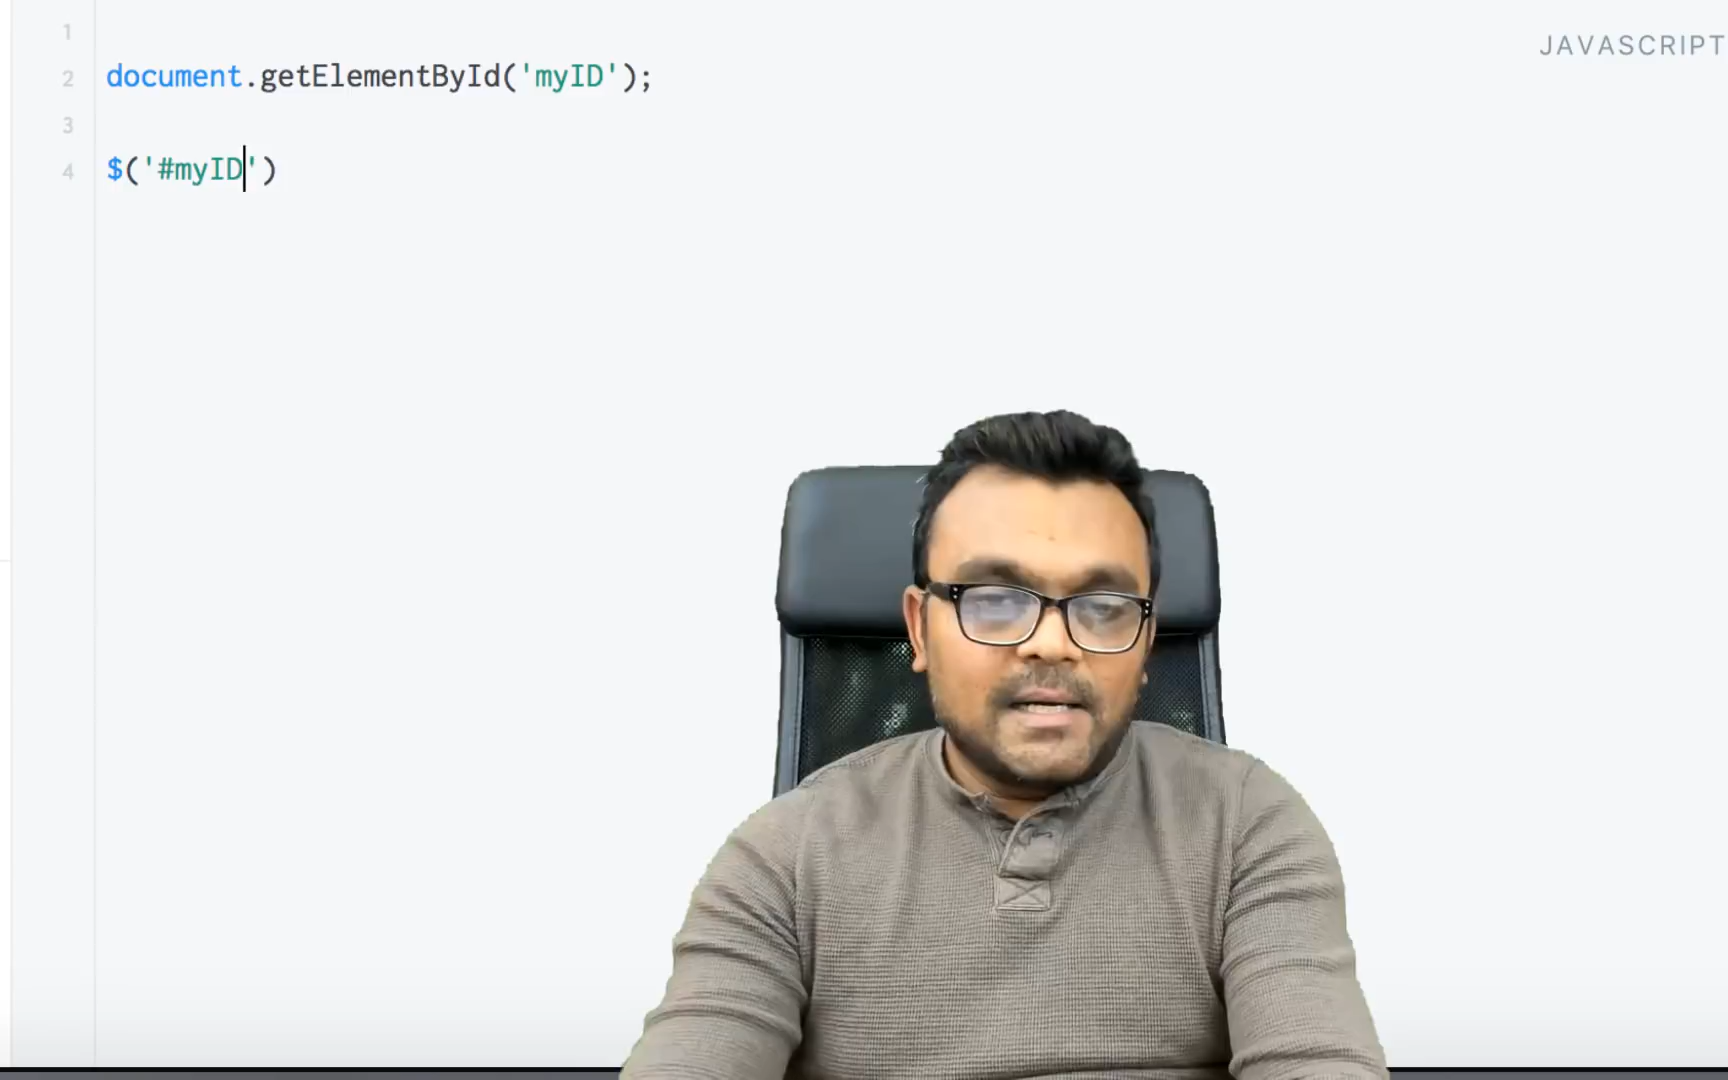 1
JAVASCRIPT
2 document.getElementById('myID');
3
4 $('#myID')